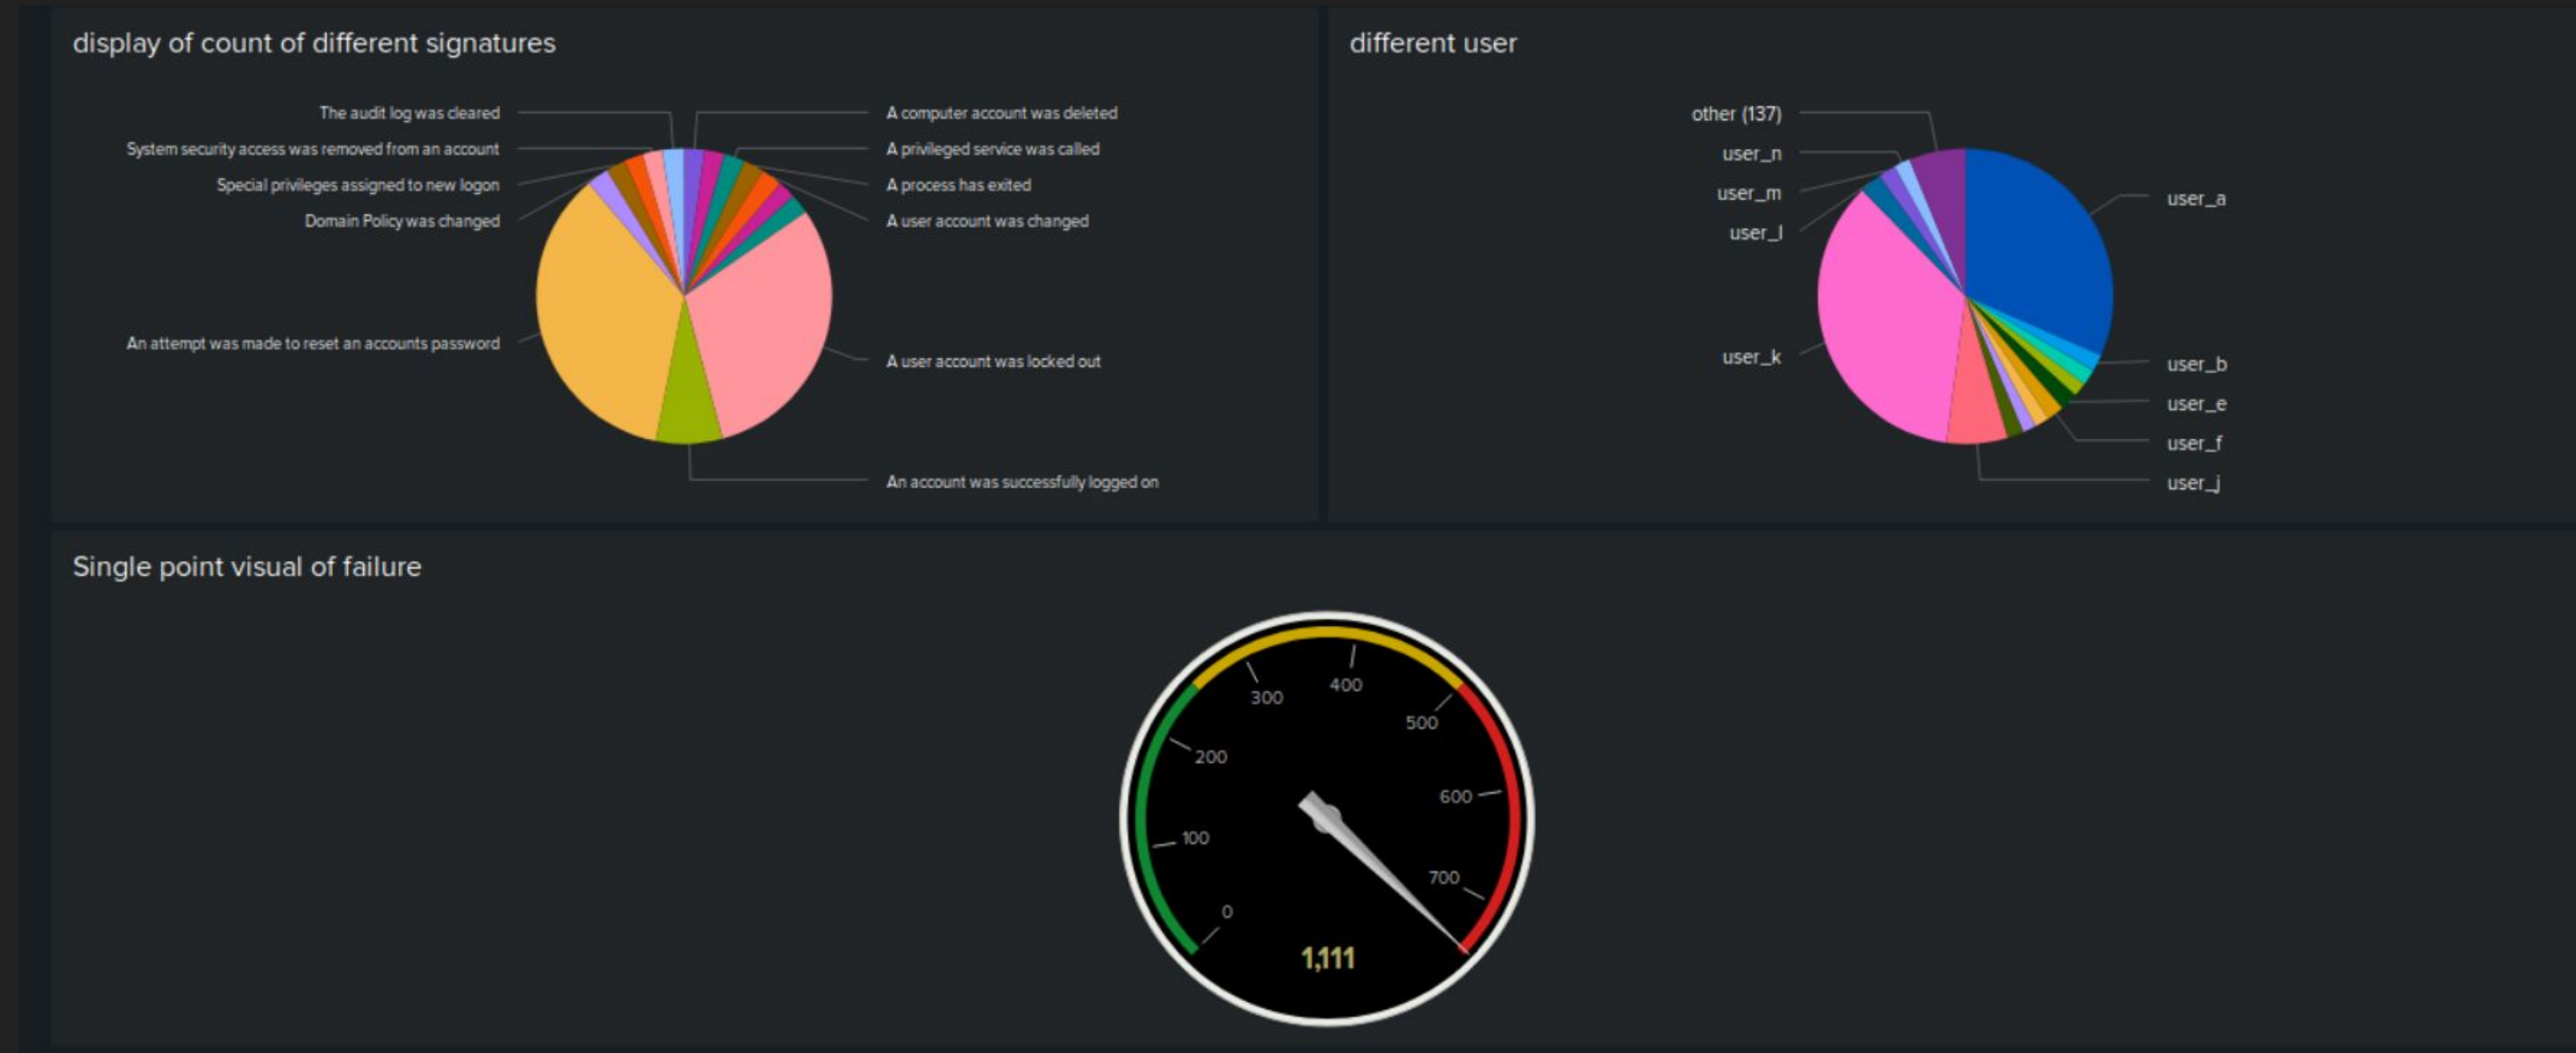 display of count of different signatures
The audit log was cleared
System security access was removed from an account
Special privileges assigned to new logon
Domain Policy was changed
An attempt was made to reset an accounts password
A computer account was deleted
A privileged service was called
A process has exited
A user account was changed
A user account was locked out
An account was successfully logged on
different user
other (137)
user_n
user_m
user_l
user_k
user_a
user_b
user_e
user_f
user_j
Single point visual of failure
0
100
200
300
400
500
600
700
1,111